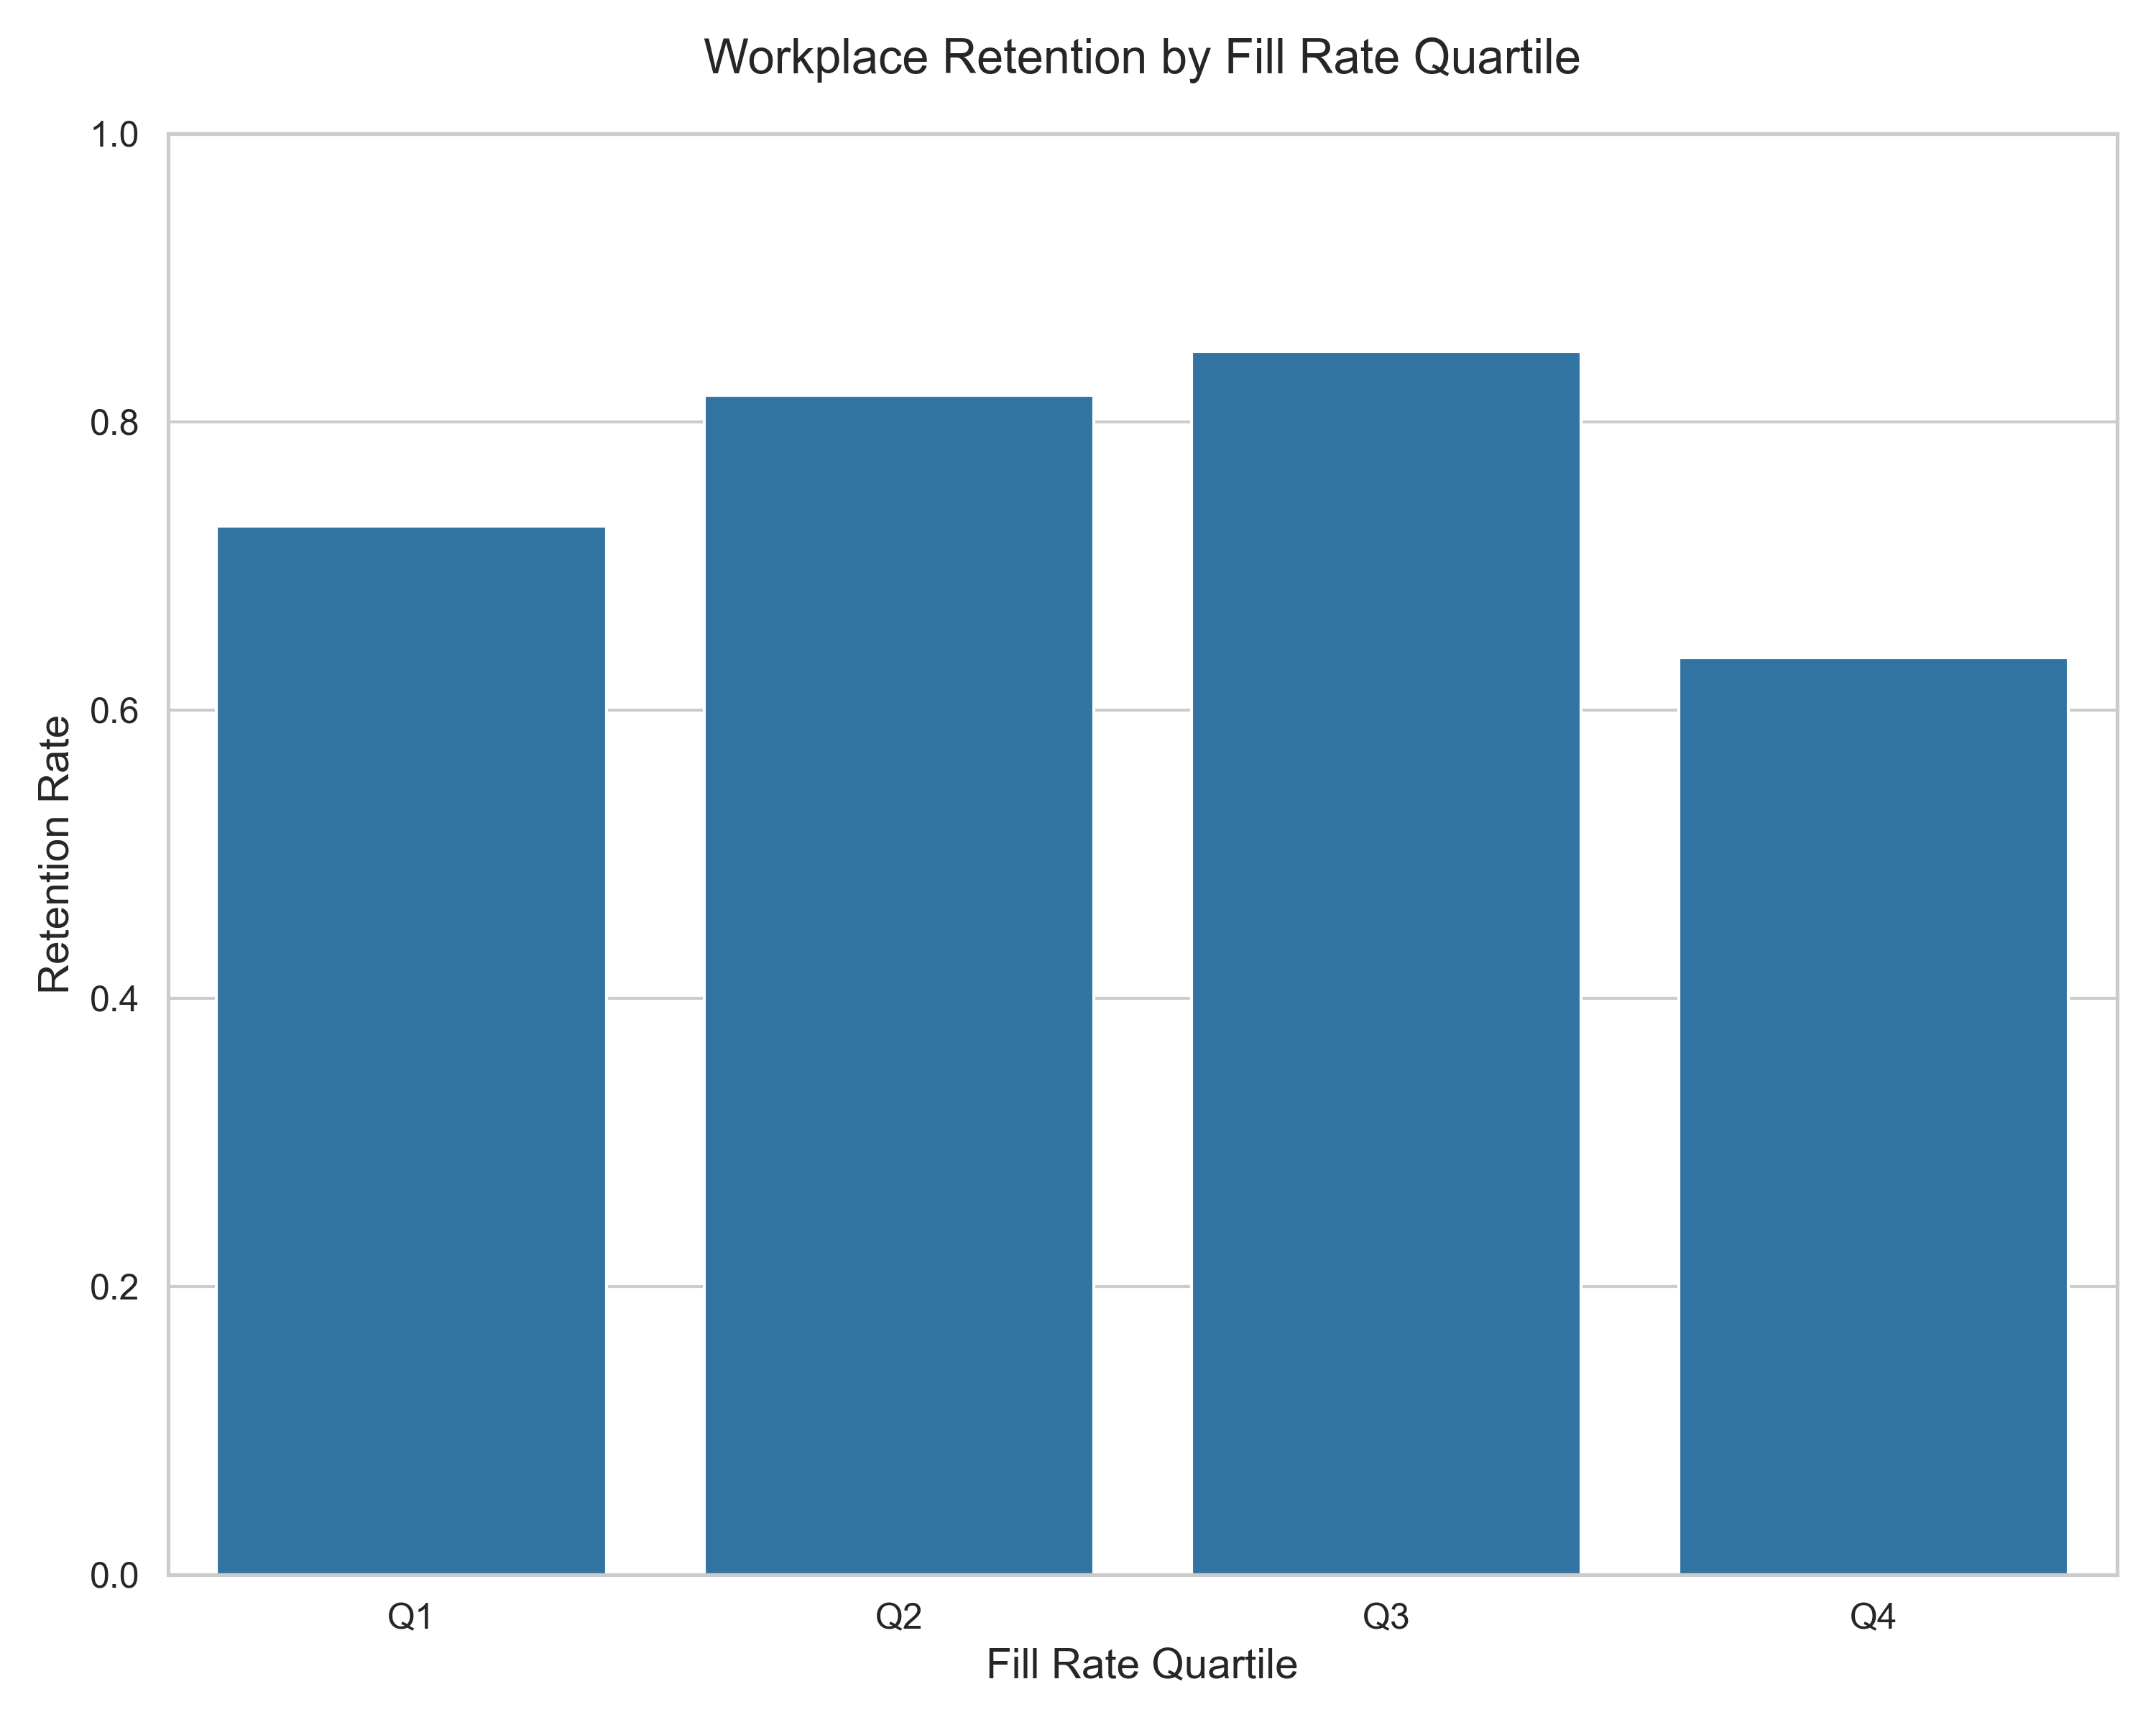 Workplace Retention by Fill Rate Quartile
1.0
0.8
0.6
0.4
0.2
0.0
Retention Rate
Q1 Q2 Q3 Q4
Fill Rate Quartile